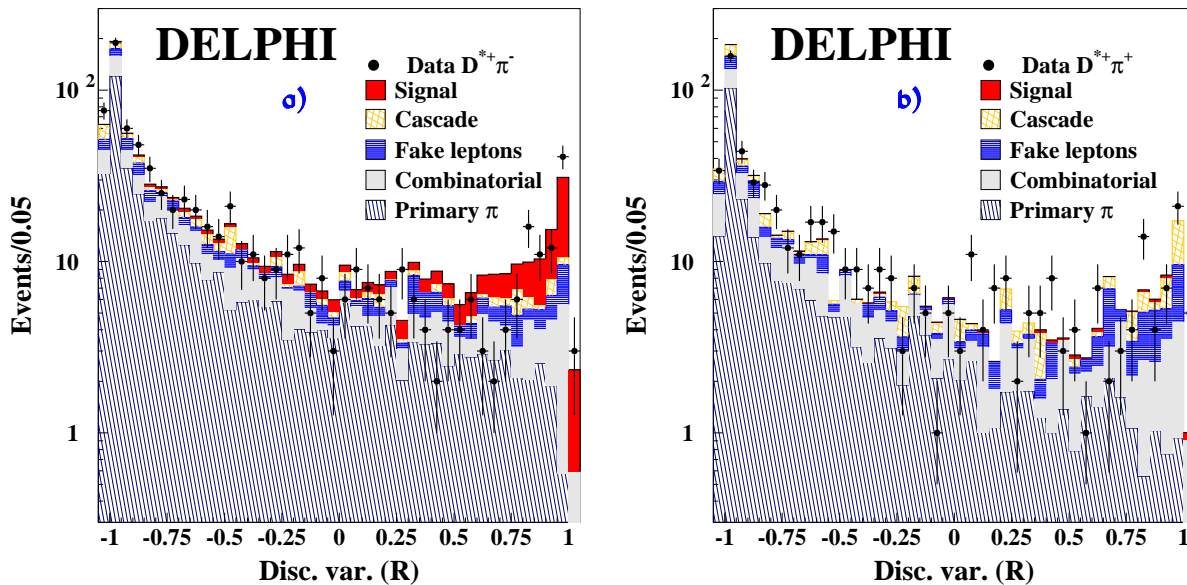 DELPHI
a)
Data D*+π-
Signal
Cascade
Fake leptons
Combinatorial
Primary π
Events/0.05
10 2
10
1
-1 -0.75 -0.5 -0.25 0 0.25 0.5 0.75 1
Disc. var. (R)
DELPHI
b)
Data D*+π+
Signal
Cascade
Fake leptons
Combinatorial
Primary π
Events/0.05
10 2
10
1
-1 -0.75 -0.5 -0.25 0 0.25 0.5 0.75 1
Disc. var. (R)